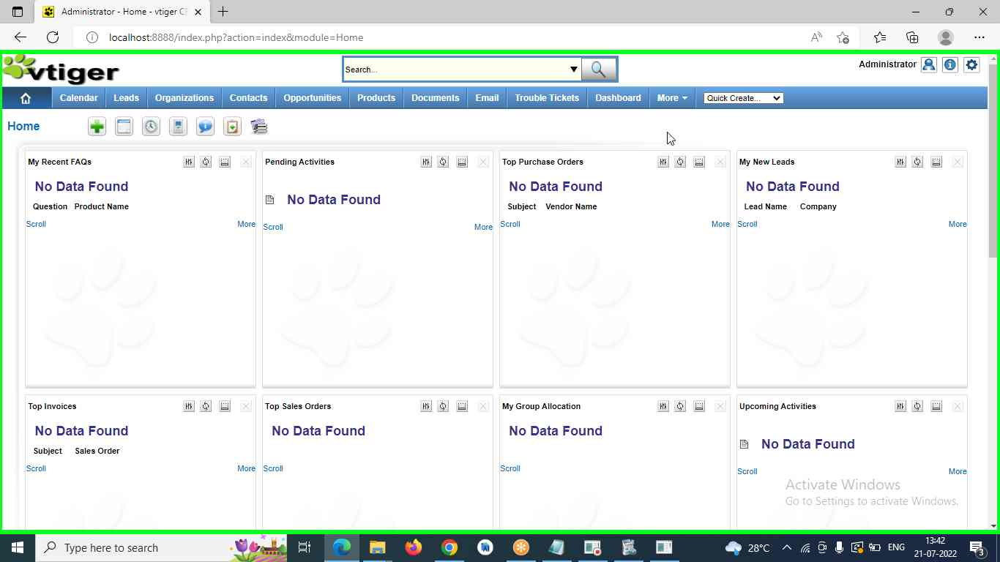 Administrator - Home - vtiger C
localhost:8888/index.php?action=index&module=Home
vtiger
Search...
Administrator
Calendar Leads Organizations Contacts Opportunities Products Documents Email Trouble Tickets Dashboard More Quick Create...
Home
My Recent FAQs Pending Activities Top Purchase Orders My New Leads
No Data Found No Data Found No Data Found No Data Found
Question Product Name Subject Vendor Name Lead Name Company
Scroll More Scroll More Scroll More Scroll More
Top Invoices Top Sales Orders My Group Allocation Upcoming Activities
No Data Found No Data Found No Data Found No Data Found
Subject Sales Order
Scroll More Scroll Scroll Scroll More
Activate Windows
Go to Settings to activate Windows.
Type here to search
28°C
ENG
13:42
21-07-2022
3